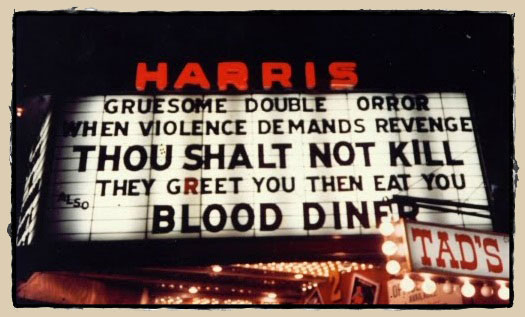 HARRIS
GRUESOME DOUBLE ORROR
WHEN VIOLENCE DEMANDS REVENGE
THOU SHALT NOT KILL
THEY GREET YOU THEN EAT YOU
ALSO
BLOOD DINER
TAD'S
2